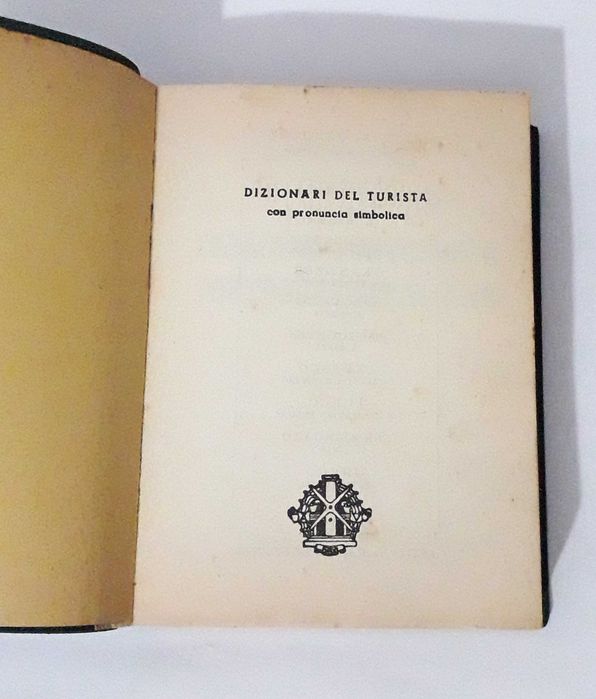 DIZIONARI DEL TURISTA
con pronuncia simbolica